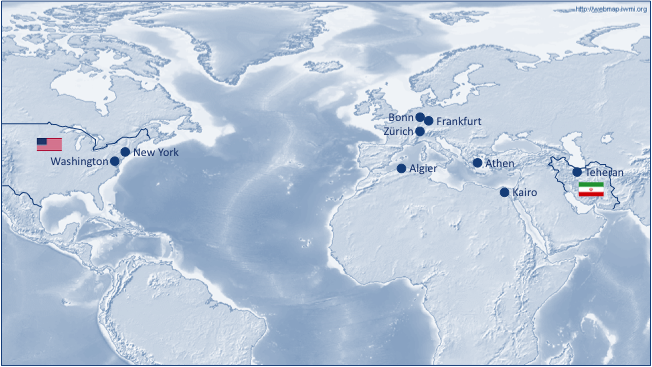 http://webmap.iwmi.org
Bonn
Frankfurt
Zürich
New York
Washington
Algier
Athen
Teheran
Kairo